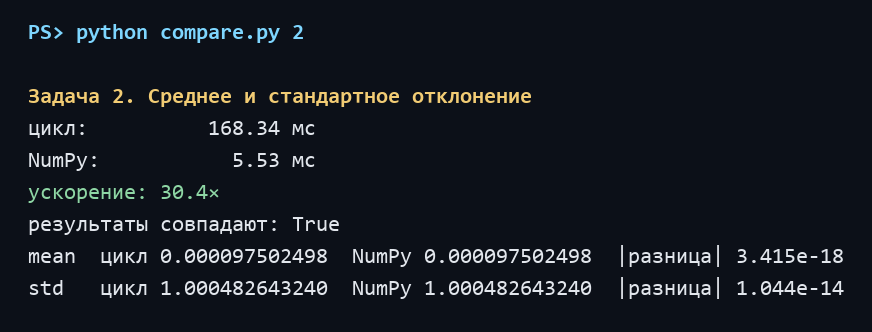 PS> python compare.py 2
Задача 2. Среднее и стандартное отклонение
цикл: 168.34 мс
NumPy: 5.53 мс
ускорение: 30.4×
результаты совпадают: True
mean цикл 0.000097502498 NumPy 0.000097502498 |разница| 3.415e-18
std цикл 1.000482643240 NumPy 1.000482643240 |разница| 1.044e-14